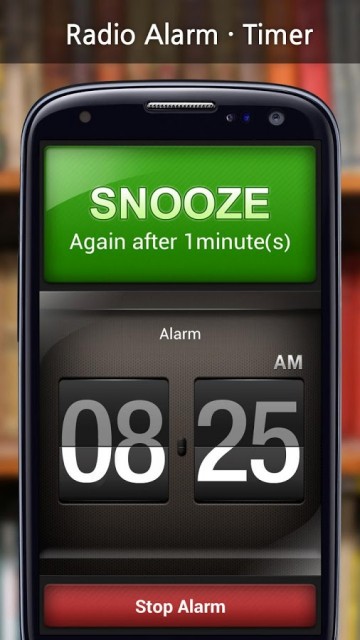 Radio Alarm · Timer
SNOOZE
Again after 1minute(s)
Alarm
AM
08 25
Stop Alarm